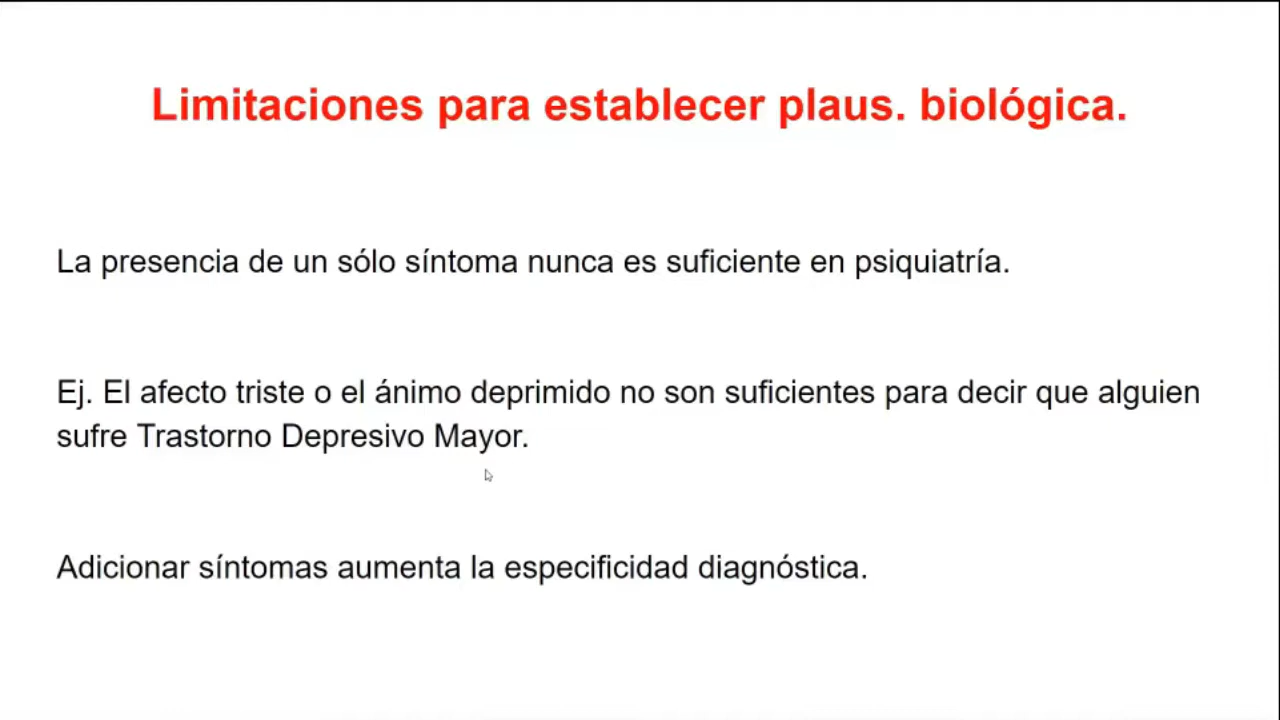 Limitaciones para establecer plaus. biológica.
La presencia de un sólo síntoma nunca es suficiente en psiquiatría.
Ej. El afecto triste o el ánimo deprimido no son suficientes para decir que alguien
sufre Trastorno Depresivo Mayor.
Adicionar síntomas aumenta la especificidad diagnóstica.